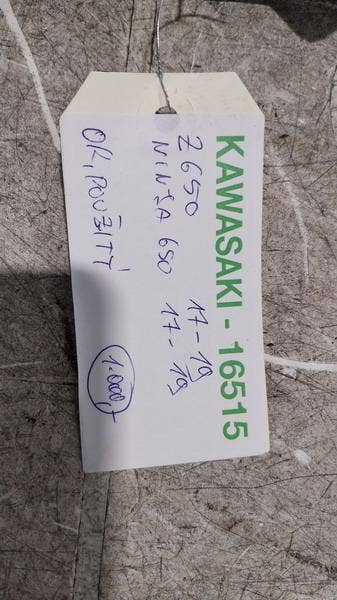 KAWASAKI - 16515
Z650 17-19
NINJA 650 17-19
OK, POUŽITÝ
1.000,-